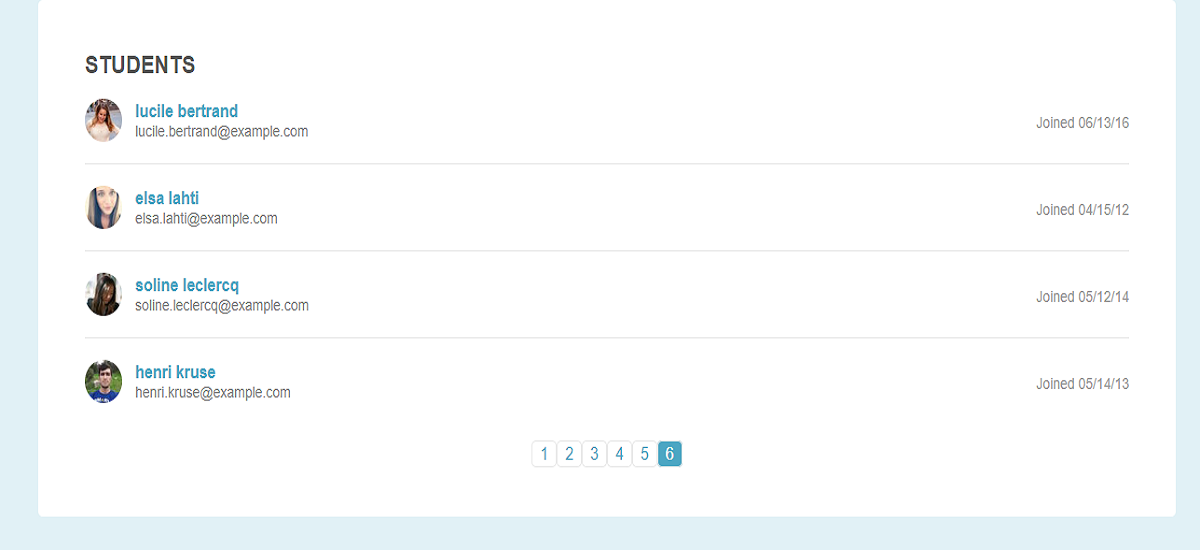 STUDENTS
lucile bertrand
lucile.bertrand@example.com
Joined 06/13/16
elsa lahti
elsa.lahti@example.com
Joined 04/15/12
soline leclercq
soline.leclercq@example.com
Joined 05/12/14
henri kruse
henri.kruse@example.com
Joined 05/14/13
1 2 3 4 5 6